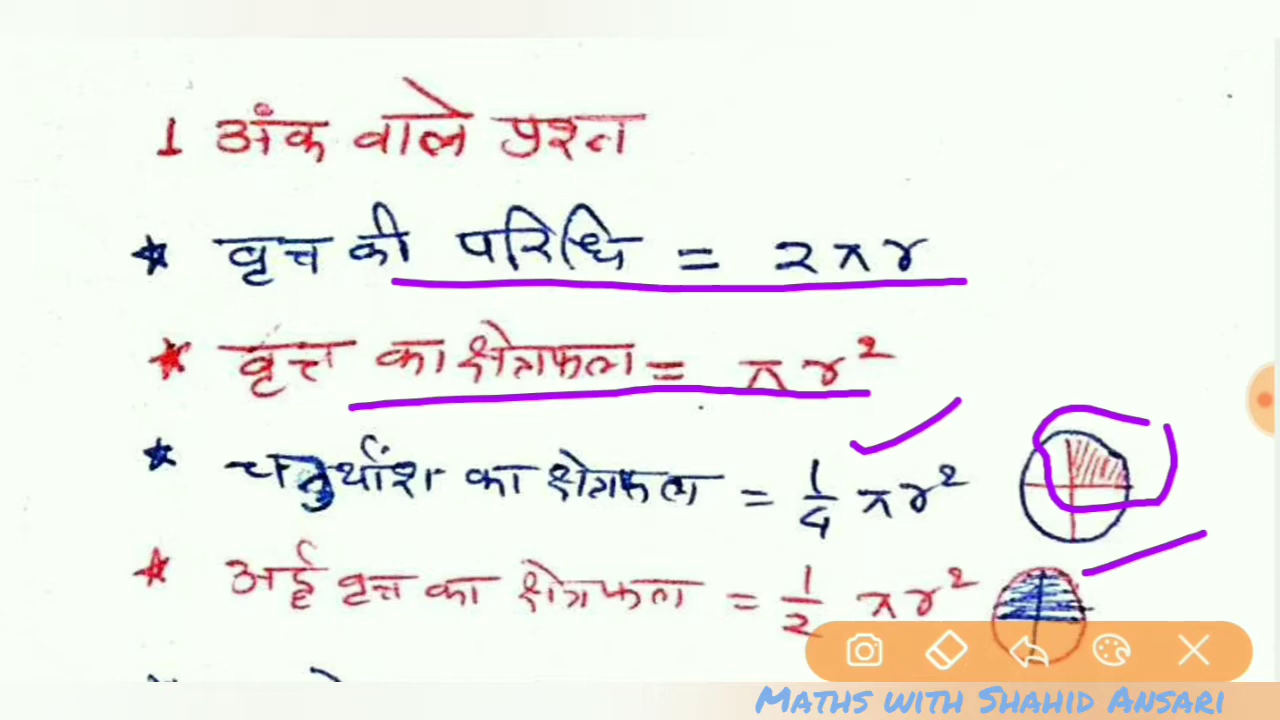 1 अंक वाले प्रश्न
★ वृत्त की परिधि = 2πr
★ वृत्त का क्षेत्रफल = πr²
★ चतुर्थांश का क्षेत्रफल = 1/4 πr²
★ अर्द्ध वृत्त का क्षेत्रफल = 1/2 πr²
MATHS WITH SHAHID ANSARI